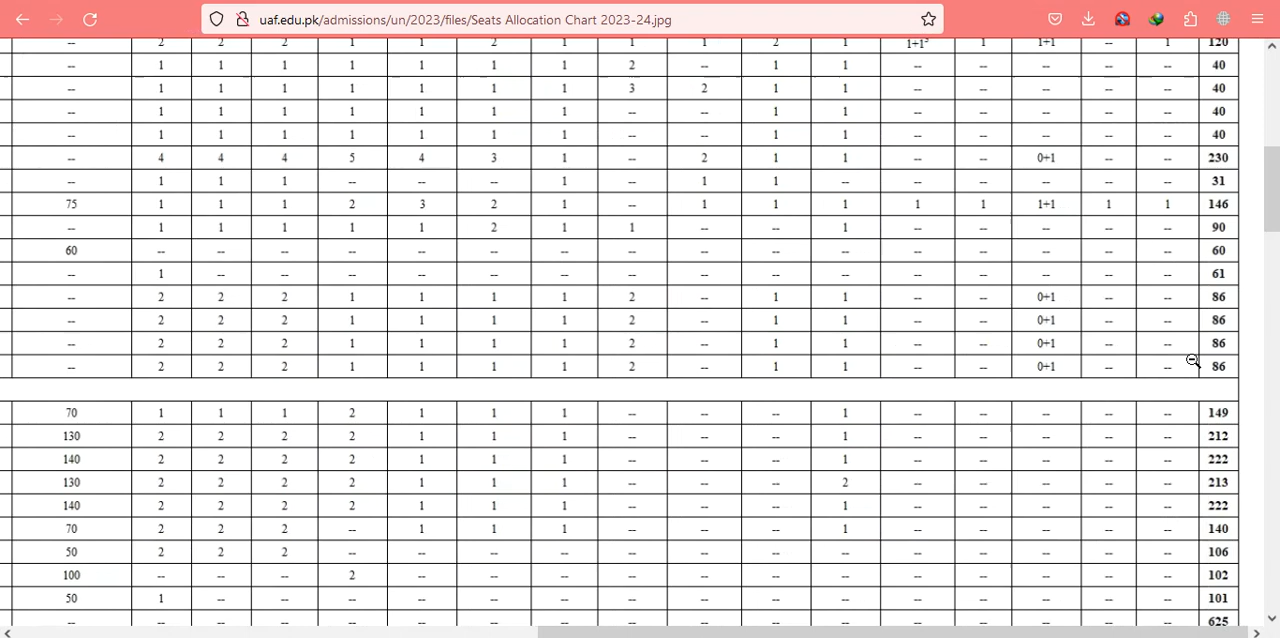 uaf.edu.pk/admissions/un/2023/files/Seats Allocation Chart 2023-24.jpg
-- 2 2 2 1 1 2 1 1 1 2 1 1+1³ 1 1+1 -- 1 120
-- 1 1 1 1 1 1 1 2 -- 1 1 -- -- -- -- -- 40
-- 1 1 1 1 1 1 1 3 2 1 1 -- -- -- -- -- 40
-- 1 1 1 1 1 1 1 -- -- 1 1 -- -- -- -- -- 40
-- 1 1 1 1 1 1 1 -- -- 1 1 -- -- -- -- -- 40
-- 4 4 4 5 4 3 1 -- 2 1 1 -- -- 0+1 -- -- 230
-- 1 1 1 -- -- -- 1 -- 1 1 -- -- -- -- -- -- 31
75 1 1 1 2 3 2 1 -- 1 1 1 1 1 1+1 1 1 146
-- 1 1 1 1 1 2 1 1 -- -- 1 -- -- -- -- -- 90
60 -- -- -- -- -- -- -- -- -- -- -- -- -- -- -- -- 60
-- 1 -- -- -- -- -- -- -- -- -- -- -- -- -- -- -- 61
-- 2 2 2 1 1 1 1 2 -- 1 1 -- -- 0+1 -- -- 86
-- 2 2 2 1 1 1 1 2 -- 1 1 -- -- 0+1 -- -- 86
-- 2 2 2 1 1 1 1 2 -- 1 1 -- -- 0+1 -- -- 86
-- 2 2 2 1 1 1 1 2 -- 1 1 -- -- 0+1 -- -- 86
70 1 1 1 2 1 1 1 -- -- -- 1 -- -- -- -- -- 149
130 2 2 2 2 1 1 1 -- -- -- 1 -- -- -- -- -- 212
140 2 2 2 2 1 1 1 -- -- -- 1 -- -- -- -- -- 222
130 2 2 2 2 1 1 1 -- -- -- 2 -- -- -- -- -- 213
140 2 2 2 2 1 1 1 -- -- -- 1 -- -- -- -- -- 222
70 2 2 2 -- 1 1 1 -- -- -- 1 -- -- -- -- -- 140
50 2 2 2 -- -- -- -- -- -- -- -- -- -- -- -- -- 106
100 -- -- -- 2 -- -- -- -- -- -- -- -- -- -- -- -- 102
50 1 -- -- -- -- -- -- -- -- -- -- -- -- -- -- -- 101
-- -- -- -- -- -- -- -- -- -- -- -- -- -- -- -- -- 625